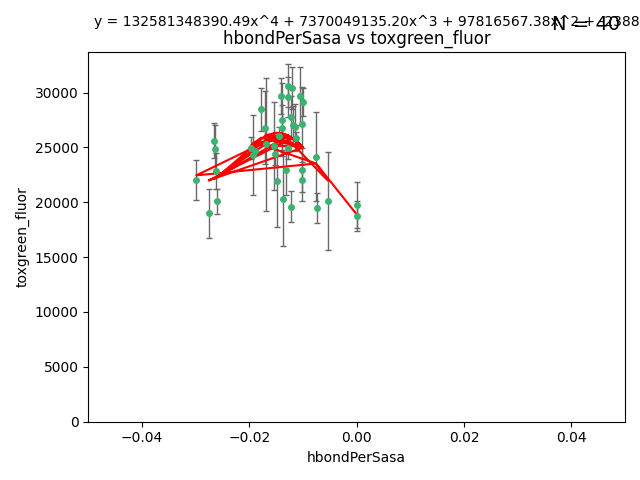 y = 132581348390.49x^4 + 7370049135.20x^3 + 97816567.38x^2 +
N = 40
hbondPerSasa vs toxgreen_fluor
30000
25000
20000
15000
10000
5000
0
toxgreen_fluor
−0.04 −0.02 0.00 0.02 0.04
hbondPerSasa